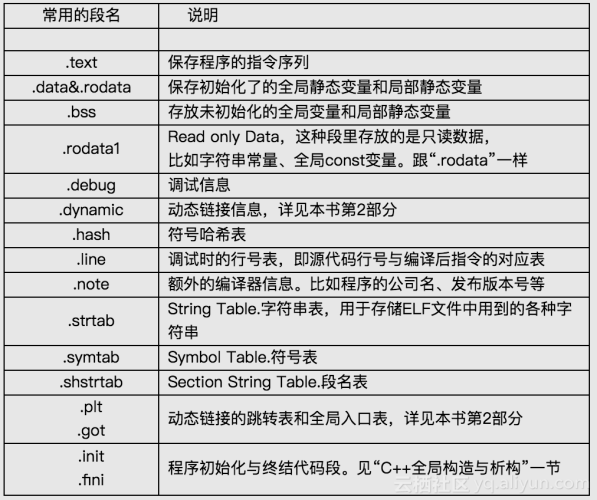 常用的段名 说明
.text 保存程序的指令序列
.data&.rodata 保存初始化了的全局静态变量和局部静态变量
.bss 存放未初始化的全局变量和局部静态变量
.rodata1 Read only Data，这种段里存放的是只读数据，
比如字符串常量、全局const变量。跟“.rodata”一样
.debug 调试信息
.dynamic 动态链接信息，详见本书第2部分
.hash 符号哈希表
.line 调试时的行号表，即源代码行号与编译后指令的对应表
.note 额外的编译器信息。比如程序的公司名、发布版本号等
.strtab String Table.字符串表，用于存储ELF文件中用到的各种字
符串
.symtab Symbol Table.符号表
.shstrtab Section String Table.段名表
.plt
.got 动态链接的跳转表和全局入口表，详见本书第2部分
.init
.fini 程序初始化与终结代码段。见“C++全局构造与析构”一节
云栖社区 yq.aliyun.com